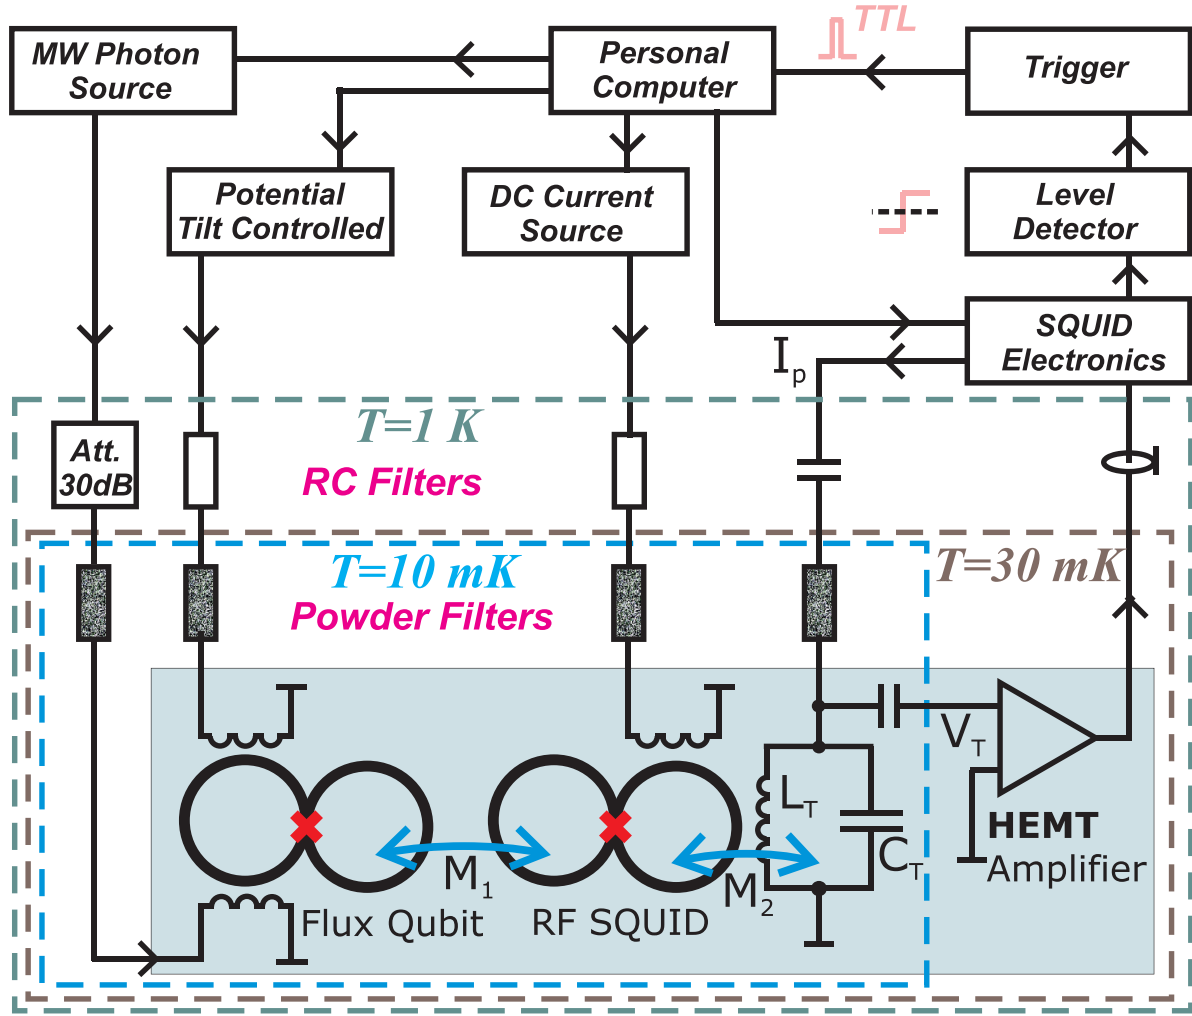 MW Photon
Source
Personal
Computer
TTL
Trigger
Potential
Tilt Controlled
DC Current
Source
Level
Detector
SQUID
Electronics
Ip
T=1 K
Att.
30dB
RC Filters
T=10 mK
T=30 mK
Powder Filters
VT
LT
CT
HEMT
Amplifier
M1
M2
Flux Qubit
RF SQUID